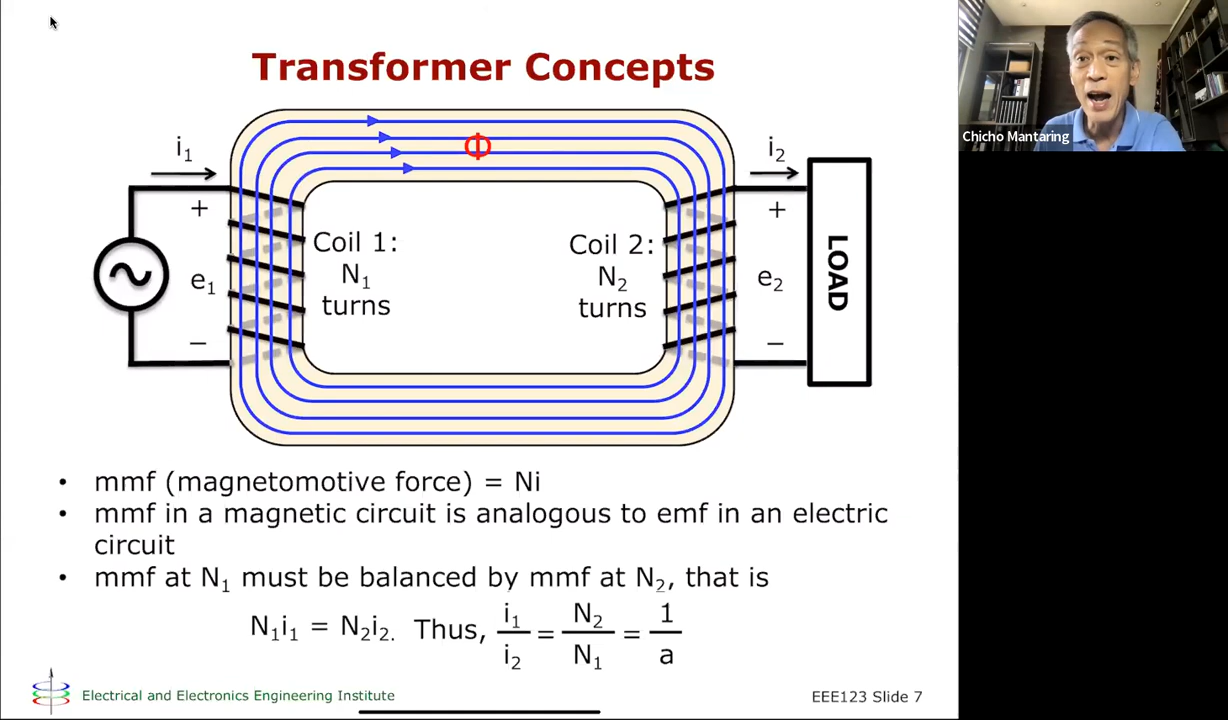 Transformer Concepts
Chicho Mantaring
i₁
Φ
i₂
+
+
Coil 1:
N₁
turns
Coil 2:
N₂
turns
e₁
e₂
LOAD
−
−
• mmf (magnetomotive force) = Ni
• mmf in a magnetic circuit is analogous to emf in an electric
circuit
• mmf at N₁ must be balanced by mmf at N₂, that is
N₁i₁ = N₂i₂. Thus, i₁/i₂ = N₂/N₁ = 1/a
Electrical and Electronics Engineering Institute
EEE123 Slide 7